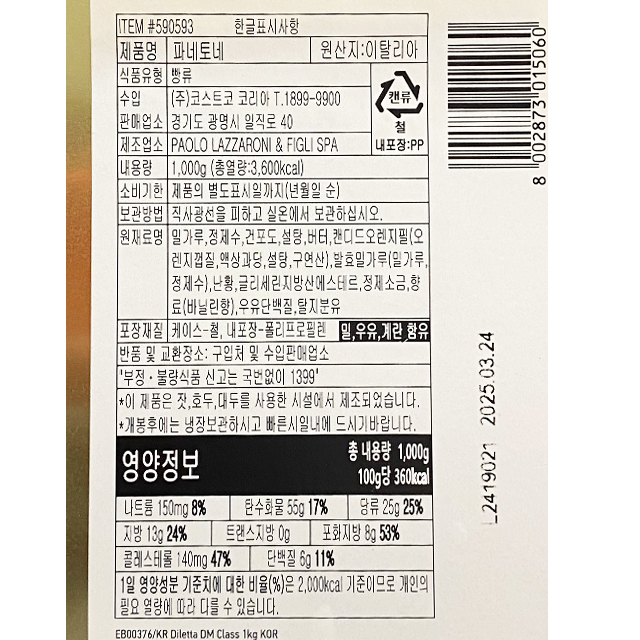 ITEM #590593 한글표시사항
제품명 파네토네 원산지:이탈리아
식품유형 빵류
수입 (주)코스트코 코리아 T.1899-9900
판매업소 경기도 광명시 일직로 40
제조업소 PAOLO LAZZARONI & FIGLI SPA
캔류
철
내포장:PP
내용량 1,000g (총열량:3,600kcal)
소비기한 제품의 별도표시일까지(년월일 순)
보관방법 직사광선을 피하고 실온에서 보관하십시오.
원재료명 밀가루,정제수,건포도,설탕,버터,캔디드오렌지필(오
렌지껍질,액상과당,설탕,구연산),발효밀가루(밀가루,
정제수),난황,글리세린지방산에스테르,정제소금,향
료(바닐린향),우유단백질,탈지분유
포장재질 케이스-철, 내포장-폴리프로필렌 밀,우유,계란 함유
반품 및 교환장소: 구입처 및 수입판매업소
'부정·불량식품 신고는 국번없이 1399'
*이 제품은 잣,호두,대두를 사용한 시설에서 제조되었습니다.
*개봉후에는 냉장보관하시고 빠른시일내에 드시기바랍니다.
영양정보 총 내용량 1,000g
100g당 360kcal
나트륨 150mg 8% 탄수화물 55g 17% 당류 25g 25%
지방 13g 24% 트랜스지방 0g 포화지방 8g 53%
콜레스테롤 140mg 47% 단백질 6g 11%
1일 영양성분 기준치에 대한 비율(%)은 2,000kcal 기준이므로 개인의
필요 열량에 따라 다를 수 있습니다.
EB00376/KR Diletta DM Class 1kg KOR
8 002873 015060
L2419021 2025.03.24